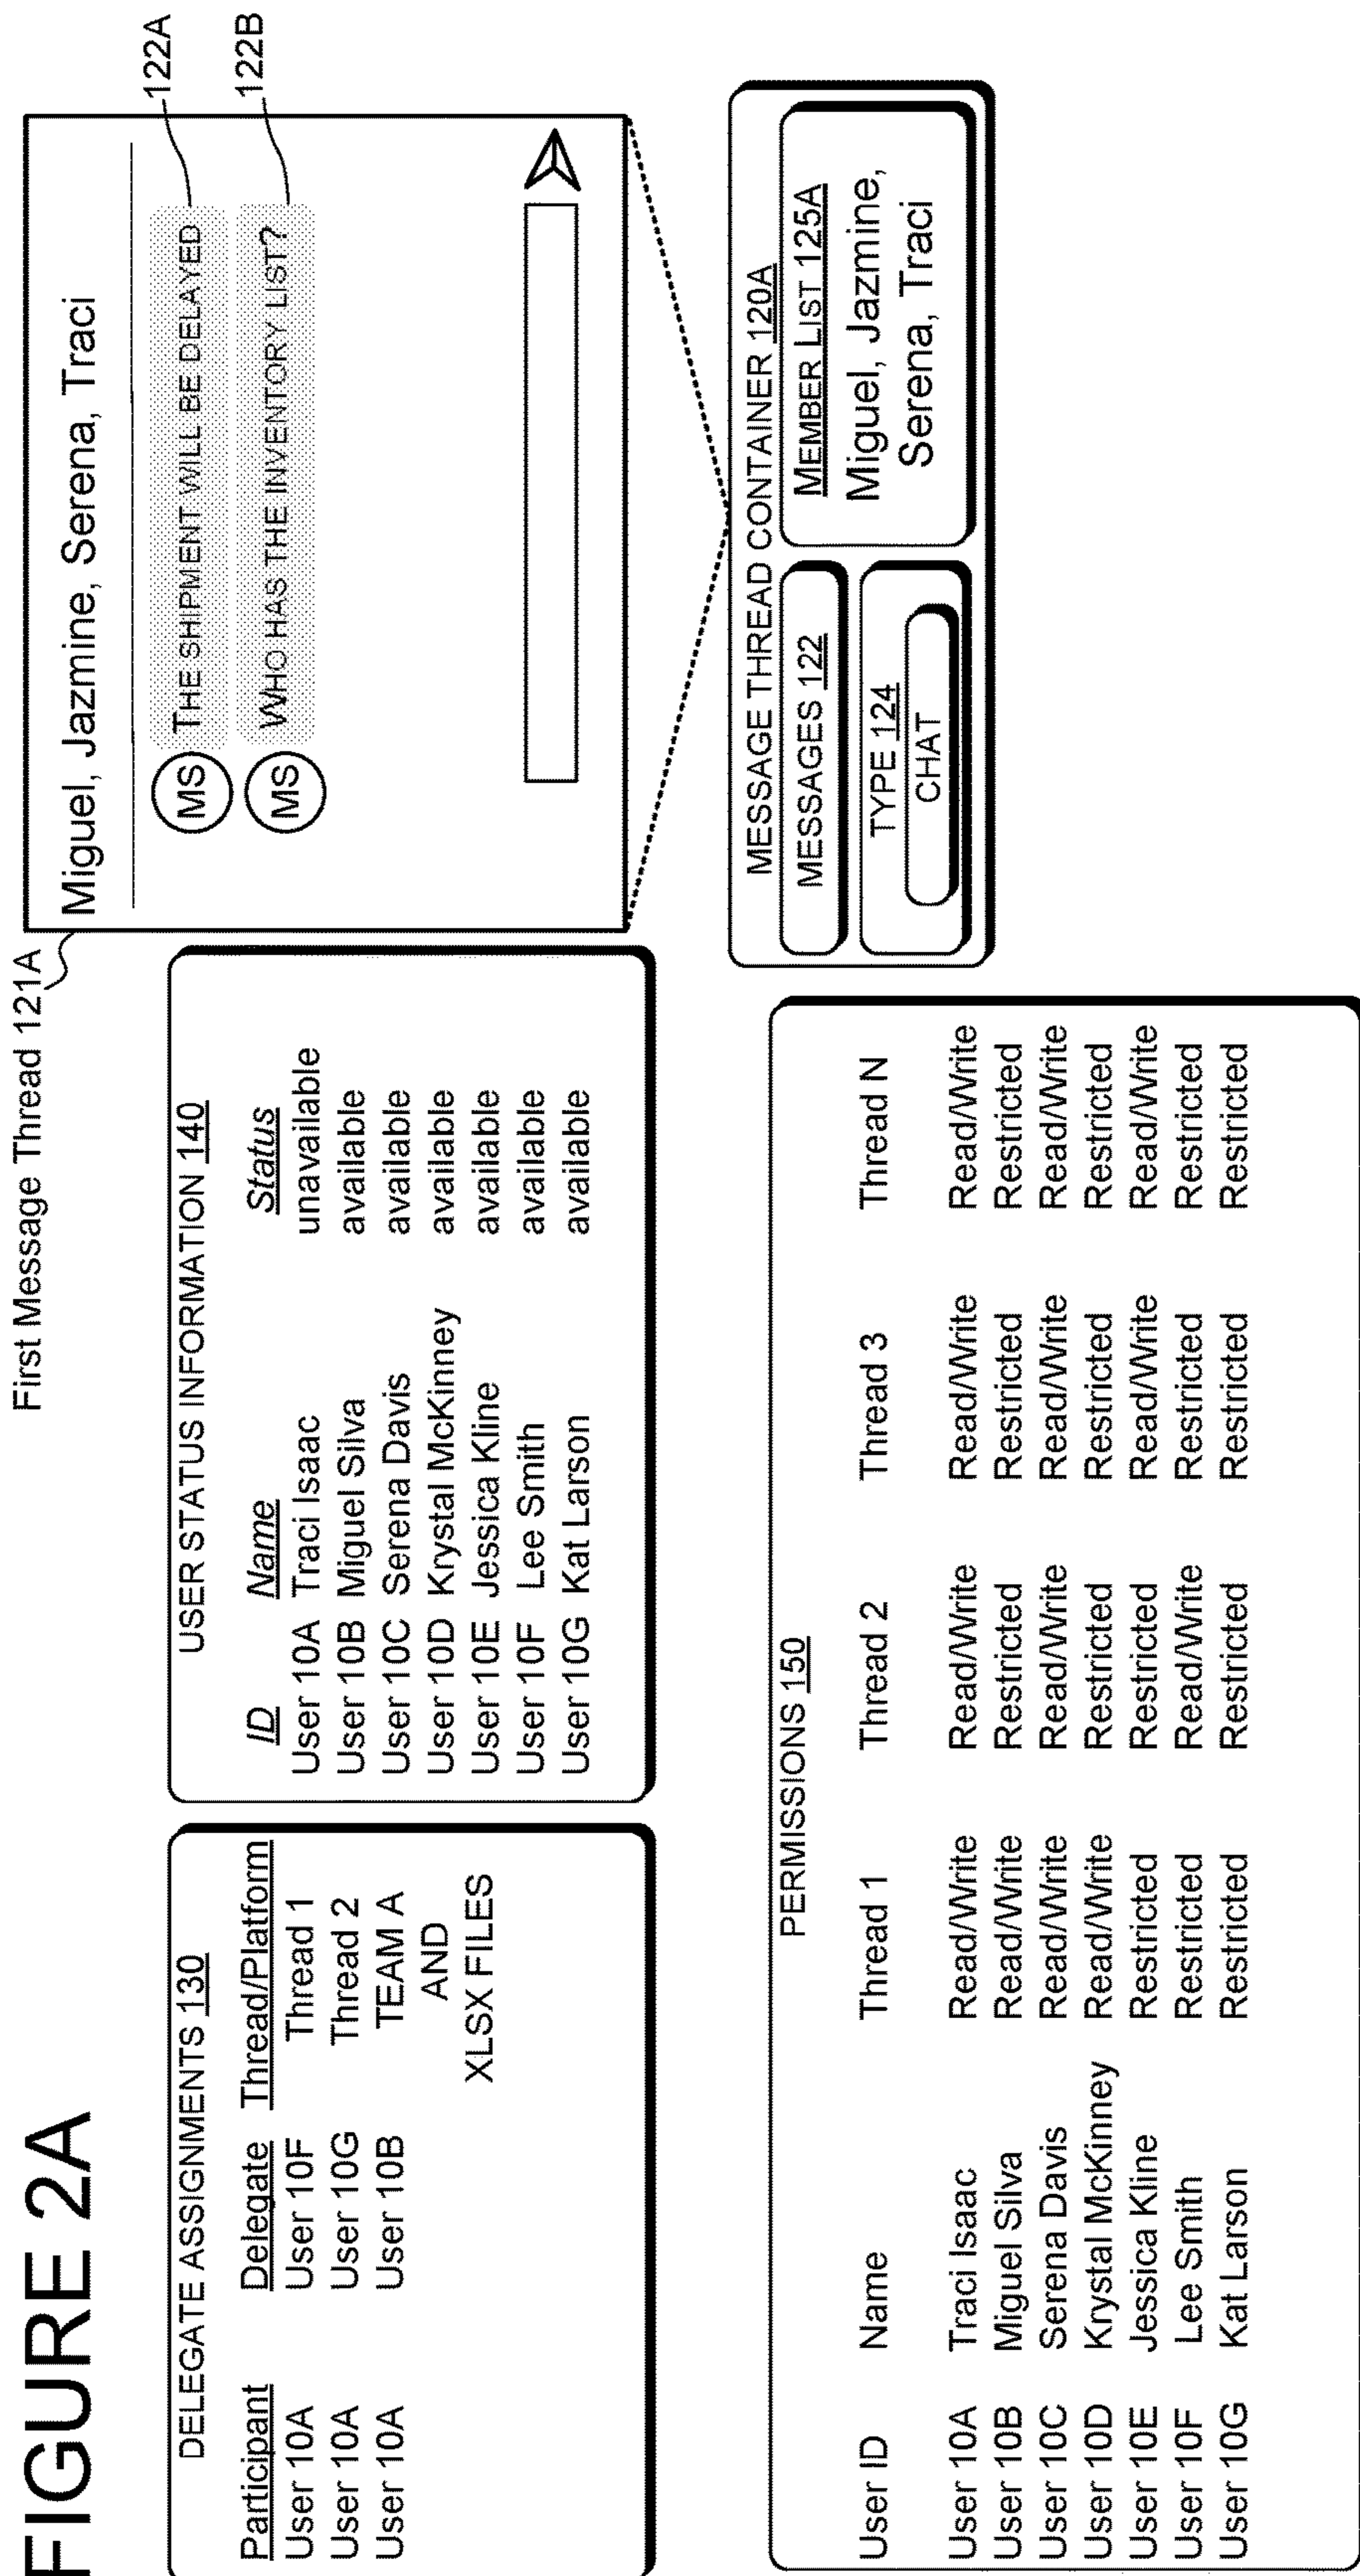 FIGURE 2A
DELEGATE ASSIGNMENTS 130
Participant Delegate Thread/Platform
User 10A User 10F Thread 1
User 10A User 10G Thread 2
User 10A User 10B TEAM A
AND
XLSX FILES
USER STATUS INFORMATION 140
ID Name Status
User 10A Traci Isaac unavailable
User 10B Miguel Silva available
User 10C Serena Davis available
User 10D Krystal McKinney available
User 10E Jessica Kline available
User 10F Lee Smith available
User 10G Kat Larson available
First Message Thread 121A
Miguel, Jazmine, Serena, Traci
MS THE SHIPMENT WILL BE DELAYED 122A
MS WHO HAS THE INVENTORY LIST? 122B
PERMISSIONS 150
User ID Name Thread 1 Thread 2 Thread 3 Thread N
User 10A Traci Isaac Read/Write Read/Write Read/Write Read/Write
User 10B Miguel Silva Read/Write Restricted Restricted Restricted
User 10C Serena Davis Read/Write Read/Write Read/Write Read/Write
User 10D Krystal McKinney Read/Write Restricted Restricted Restricted
User 10E Jessica Kline Restricted Restricted Read/Write Read/Write
User 10F Lee Smith Restricted Read/Write Restricted Restricted
User 10G Kat Larson Restricted Restricted Restricted Restricted
MESSAGE THREAD CONTAINER 120A
MESSAGES 122
TYPE 124
CHAT
MEMBER LIST 125A
Miguel, Jazmine,
Serena, Traci